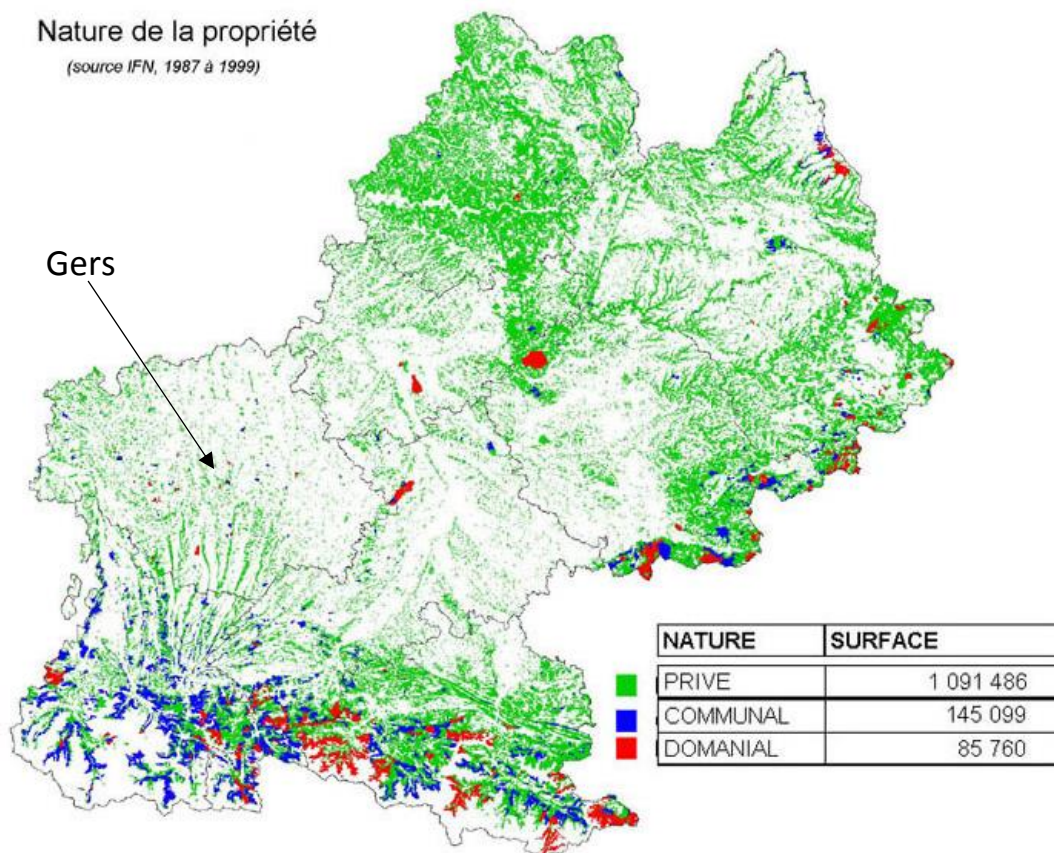 Nature de la propriété
(source IFN, 1987 à 1999)
Gers
NATURE SURFACE
PRIVE 1 091 486
COMMUNAL 145 099
DOMANIAL 85 760